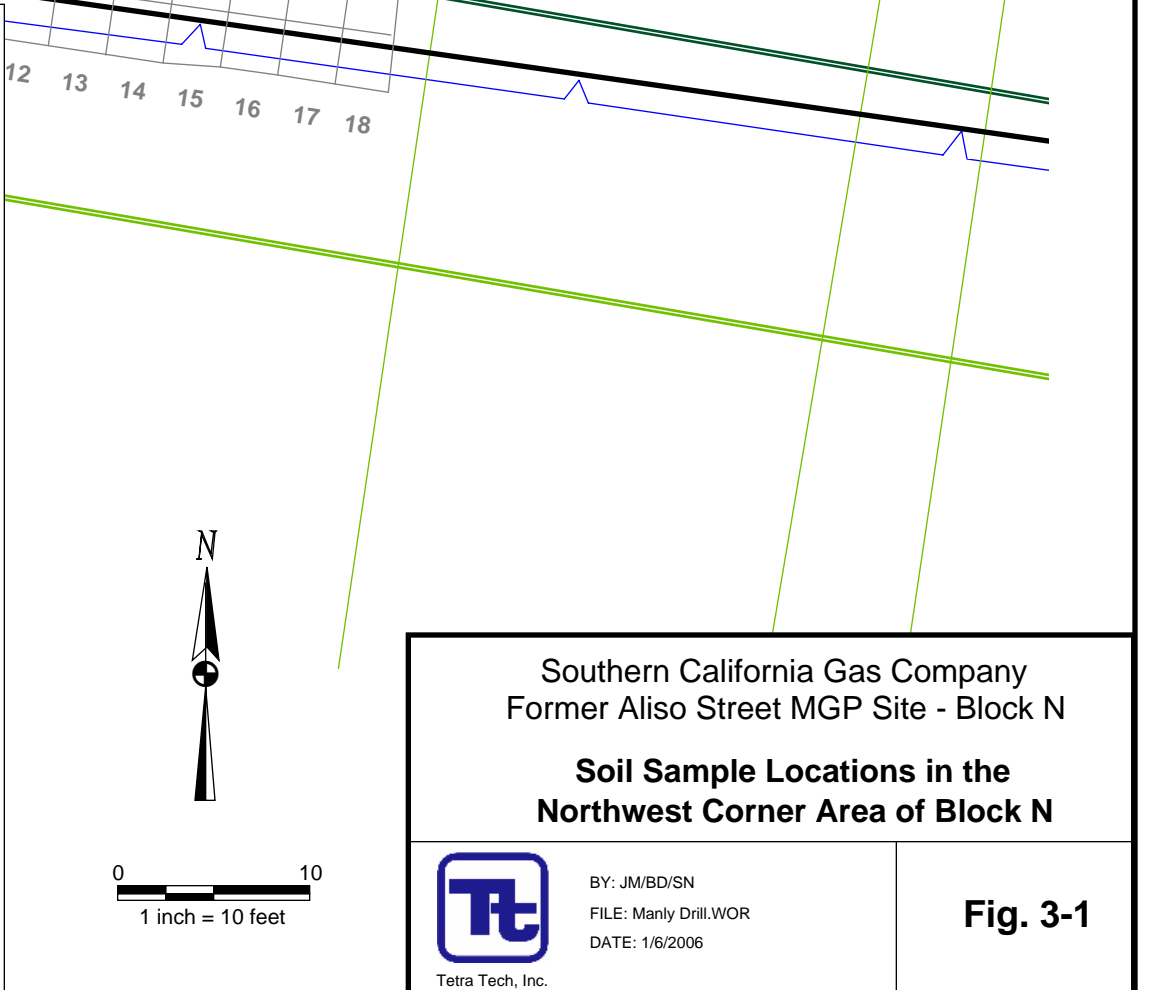 12 13 14 15 16 17 18
N
0 10
1 inch = 10 feet
Southern California Gas Company
Former Aliso Street MGP Site - Block N
Soil Sample Locations in the
Northwest Corner Area of Block N
Tt
Tetra Tech, Inc.
BY: JM/BD/SN
FILE: Manly Drill.WOR
DATE: 1/6/2006
Fig. 3-1